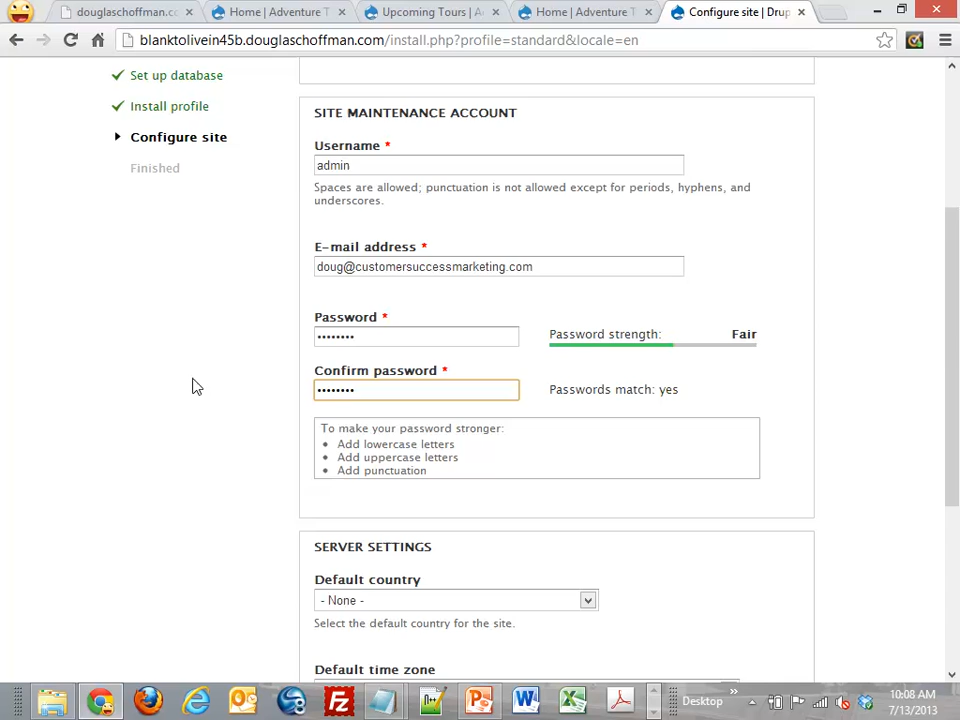 douglaschoffman.co
Home | Adventure T
Upcoming Tours | A
Home | Adventure T
Configure site | Drup
blanktolivein45b.douglaschoffman.com/install.php?profile=standard&locale=en
Set up database
Install profile
Configure site
Finished
SITE MAINTENANCE ACCOUNT
Username *
admin
Spaces are allowed; punctuation is not allowed except for periods, hyphens, and
underscores.
E-mail address *
doug@customersuccessmarketing.com
Password *
•••••••• Password strength: Fair
Confirm password *
•••••••• Passwords match: yes
To make your password stronger:
• Add lowercase letters
• Add uppercase letters
• Add punctuation
SERVER SETTINGS
Default country
- None -
Select the default country for the site.
Default time zone
Desktop
10:08 AM
7/13/2013